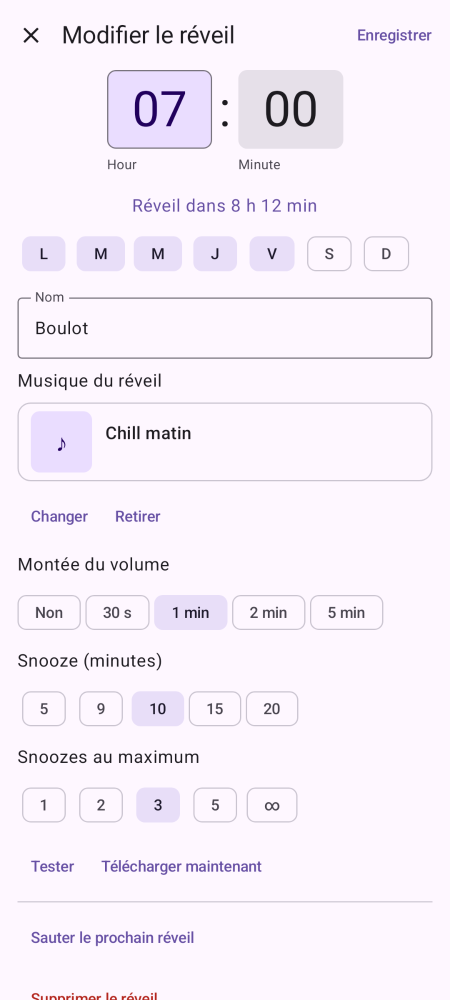 Modifier le réveil
Enregistrer
07 : 00
Hour Minute
Réveil dans 8 h 12 min
L M M J V S D
Nom
Boulot
Musique du réveil
♪ Chill matin
Changer Retirer
Montée du volume
Non 30 s 1 min 2 min 5 min
Snooze (minutes)
5 9 10 15 20
Snoozes au maximum
1 2 3 5 ∞
Tester Télécharger maintenant
Sauter le prochain réveil
Supprimer le réveil